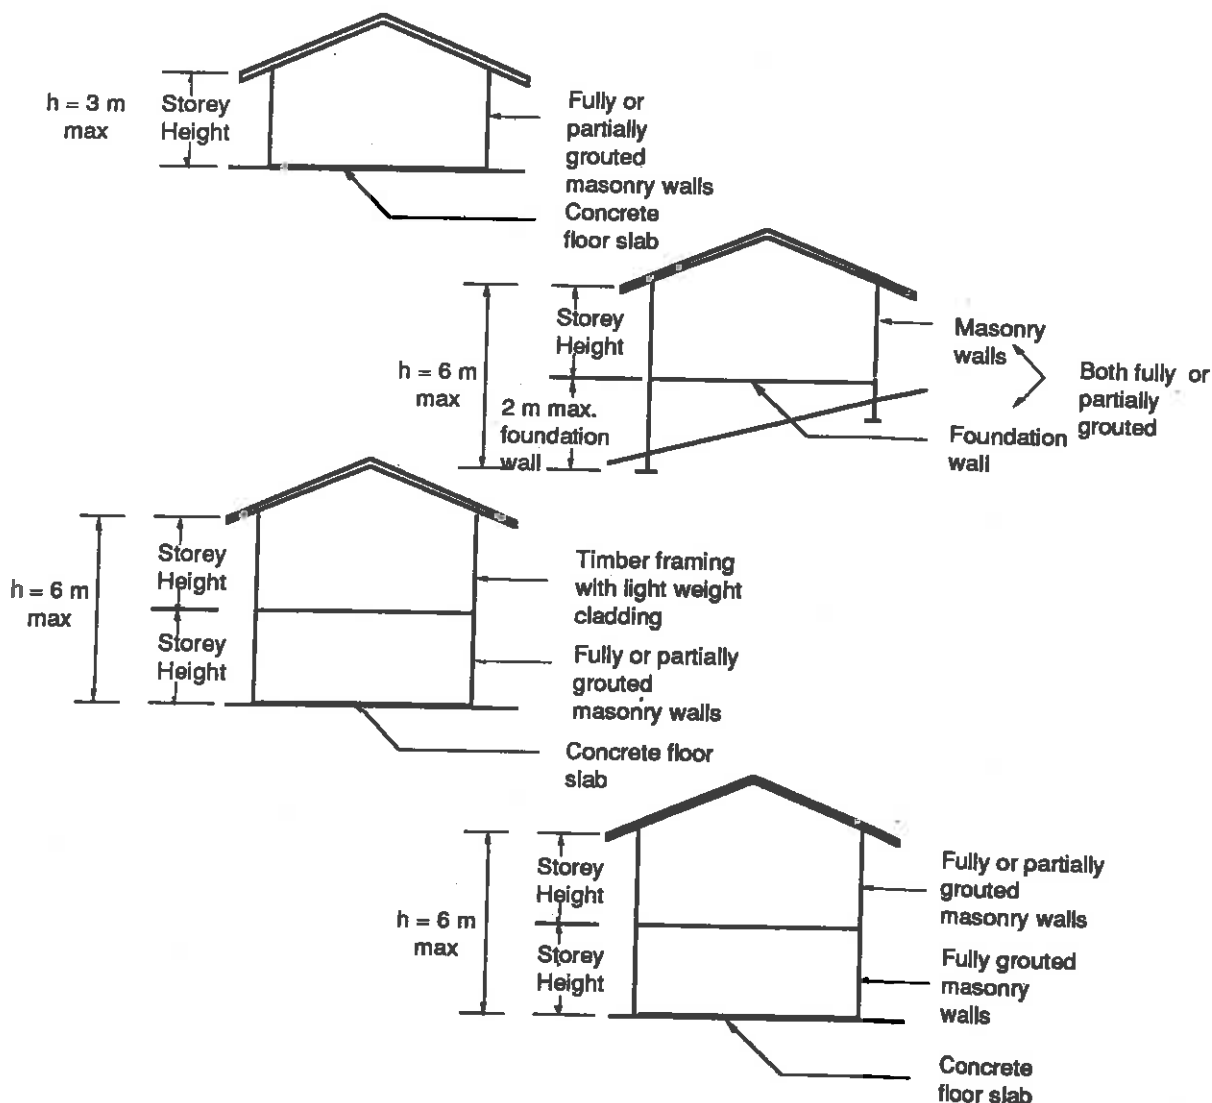 h = 3 m
max
Storey
Height
Fully or
partially
grouted
masonry walls
Concrete
floor slab
h = 6 m
max
Storey
Height
2 m max.
foundation
wall
Masonry
walls
Both fully or
partially
grouted
Foundation
wall
h = 6 m
max
Storey
Height
Storey
Height
Timber framing
with light weight
cladding
Fully or partially
grouted
masonry walls
Concrete floor
slab
h = 6 m
max
Storey
Height
Storey
Height
Fully or partially
grouted
masonry walls
Fully grouted
masonry
walls
Concrete
floor slab